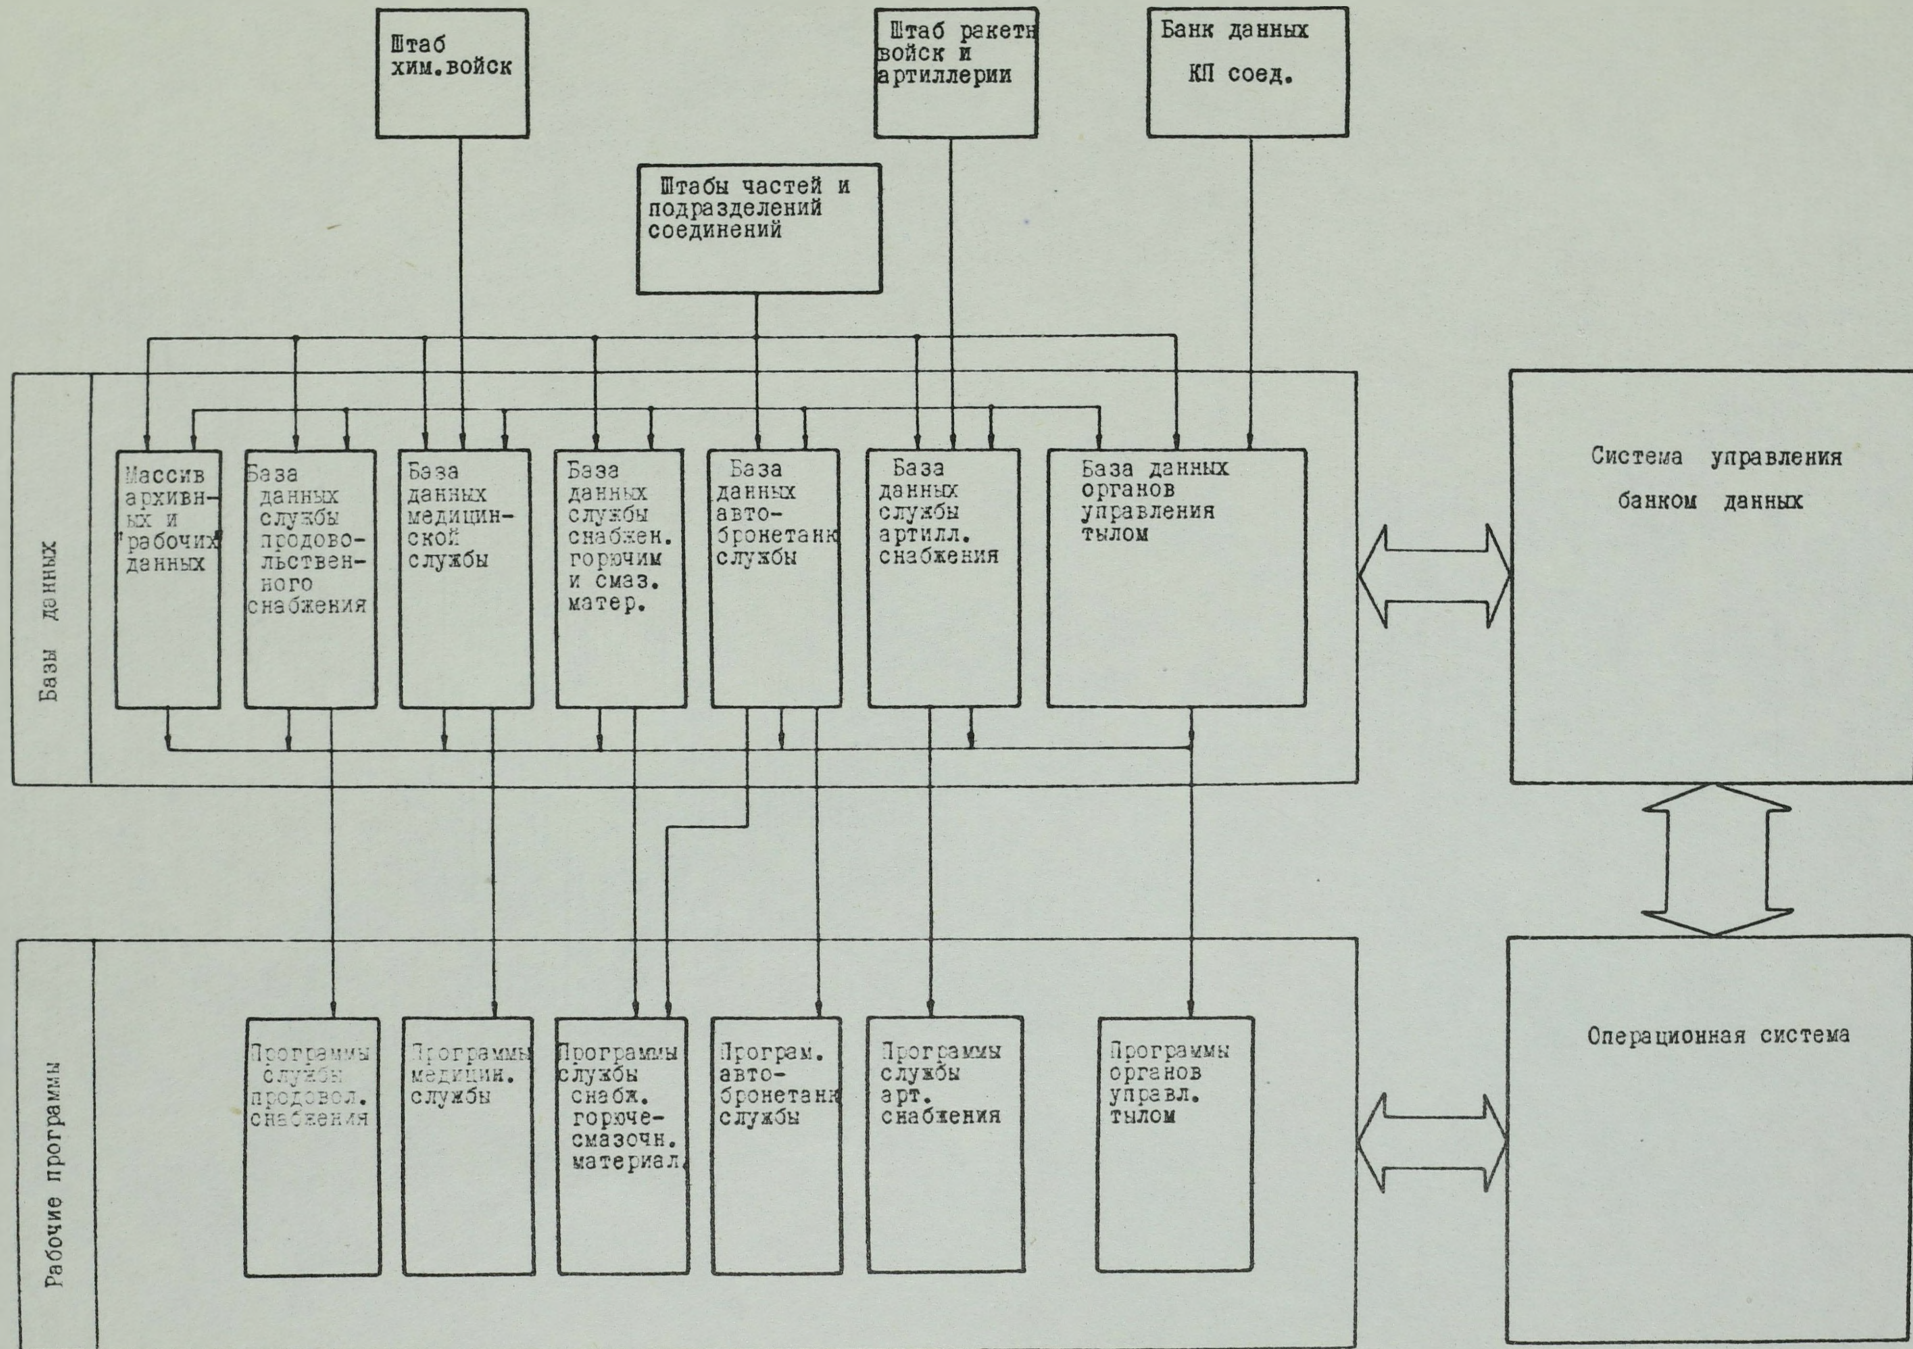 Штаб
хим.войск
Штаб ракетн
войск и
артиллерии
Банк данных
КП соед.
Штабы частей и
подразделений
соединений
Базы данных
Массив
архивн-
ых и
рабочих
данных
База
данных
службы
продово-
льствен-
ного
снабжения
База
данных
медицин-
ской
службы
База
данных
службы
снабжен.
горючим
и смаз.
матер.
База
данных
авто-
бронетанк
службы
База
данных
службы
артилл.
снабжения
База данных
органов
управления
тылом
Система управления
банком данных
Рабочие программы
Программы
службы
продовол.
снабжения
Программы
медицин.
службы
Программы
службы
снабж.
горюче-
смазочн.
материал.
Програм.
авто-
бронетанк
службы
Программы
службы
арт.
снабжения
Программы
органов
управл.
тылом
Операционная система